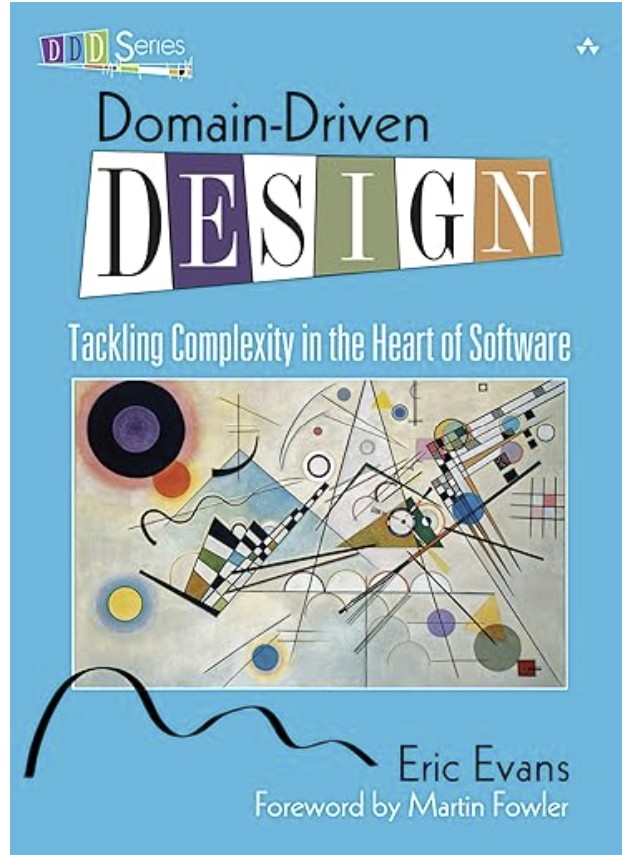 DDD Series
Domain-Driven
DESIGN
Tackling Complexity in the Heart of Software
Eric Evans
Foreword by Martin Fowler